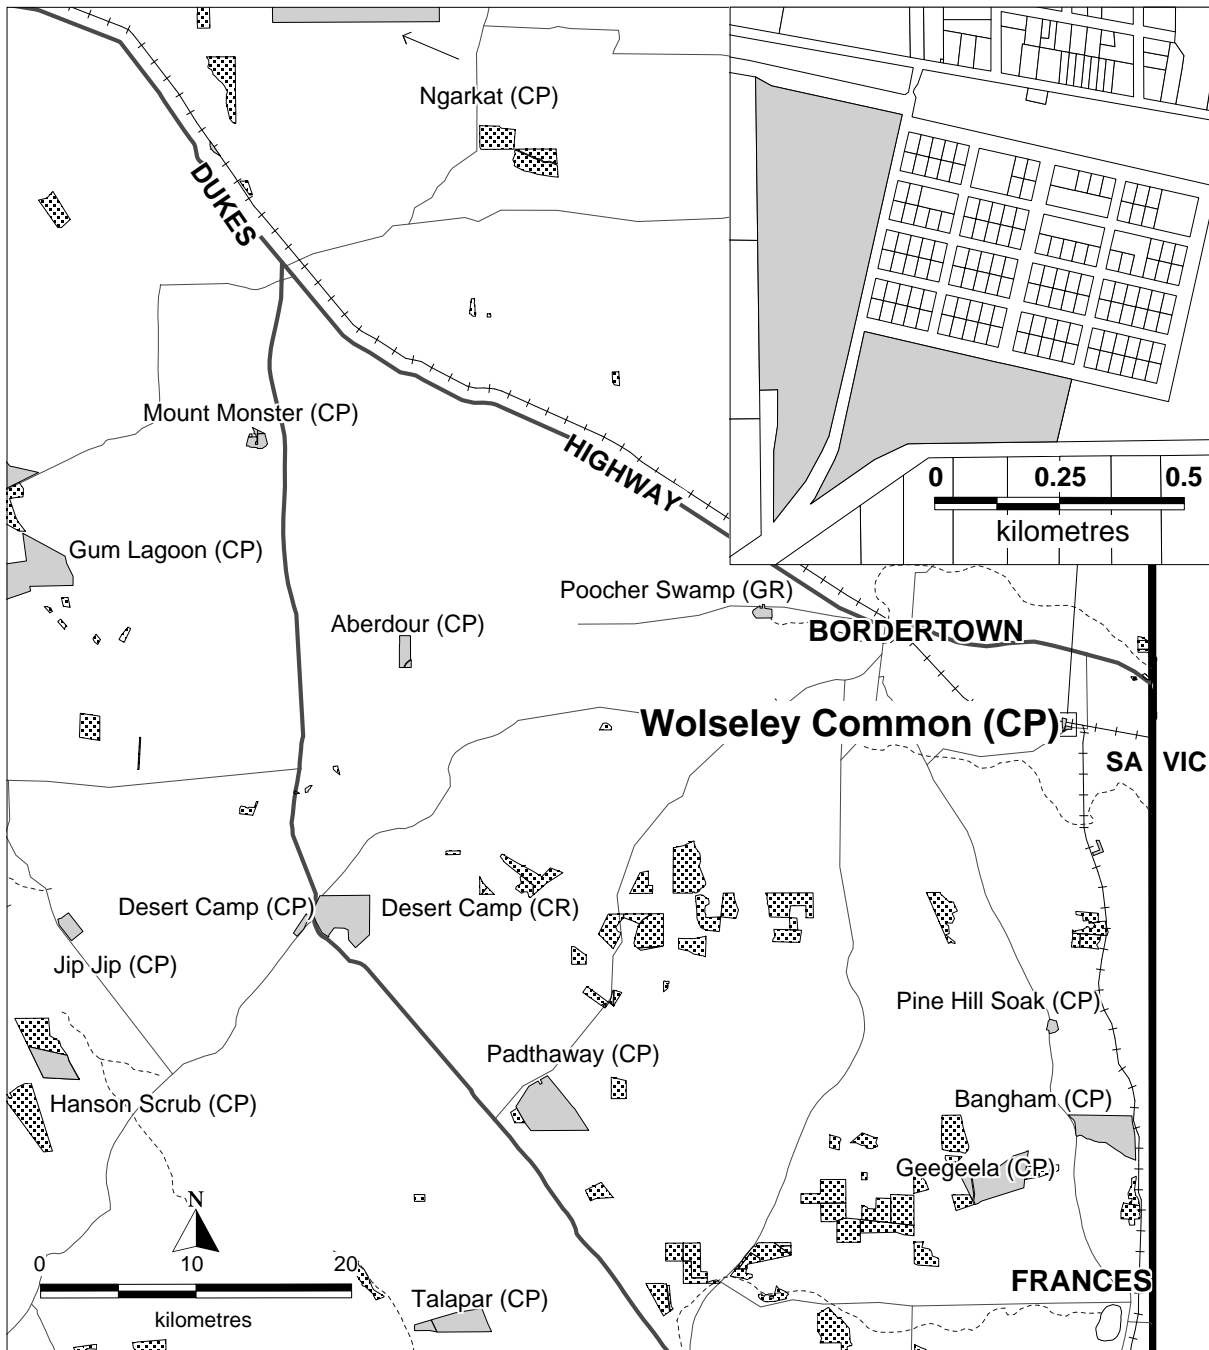 Ngarkat (CP)
DUKES
HIGHWAY
Mount Monster (CP)
0 0.25 0.5
kilometres
Gum Lagoon (CP)
Poocher Swamp (GR)
Aberdour (CP)
BORDERTOWN
Wolseley Common (CP)
SA VIC
Desert Camp (CP)
Desert Camp (CR)
Jip Jip (CP)
Pine Hill Soak (CP)
Padthaway (CP)
Hanson Scrub (CP)
Bangham (CP)
Geegeela (CP)
N
0 10 20
kilometres
FRANCES
Talapar (CP)